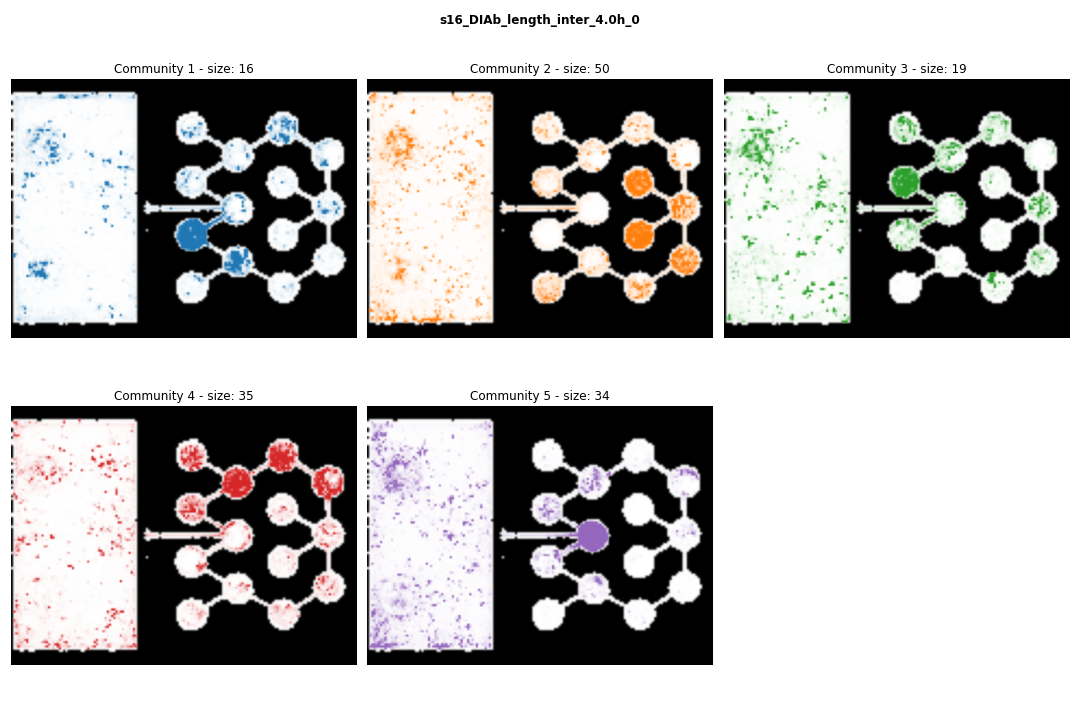 s16_DIAb_length_inter_4.0h_0
Community 1 - size: 16
Community 2 - size: 50
Community 3 - size: 19
Community 4 - size: 35
Community 5 - size: 34